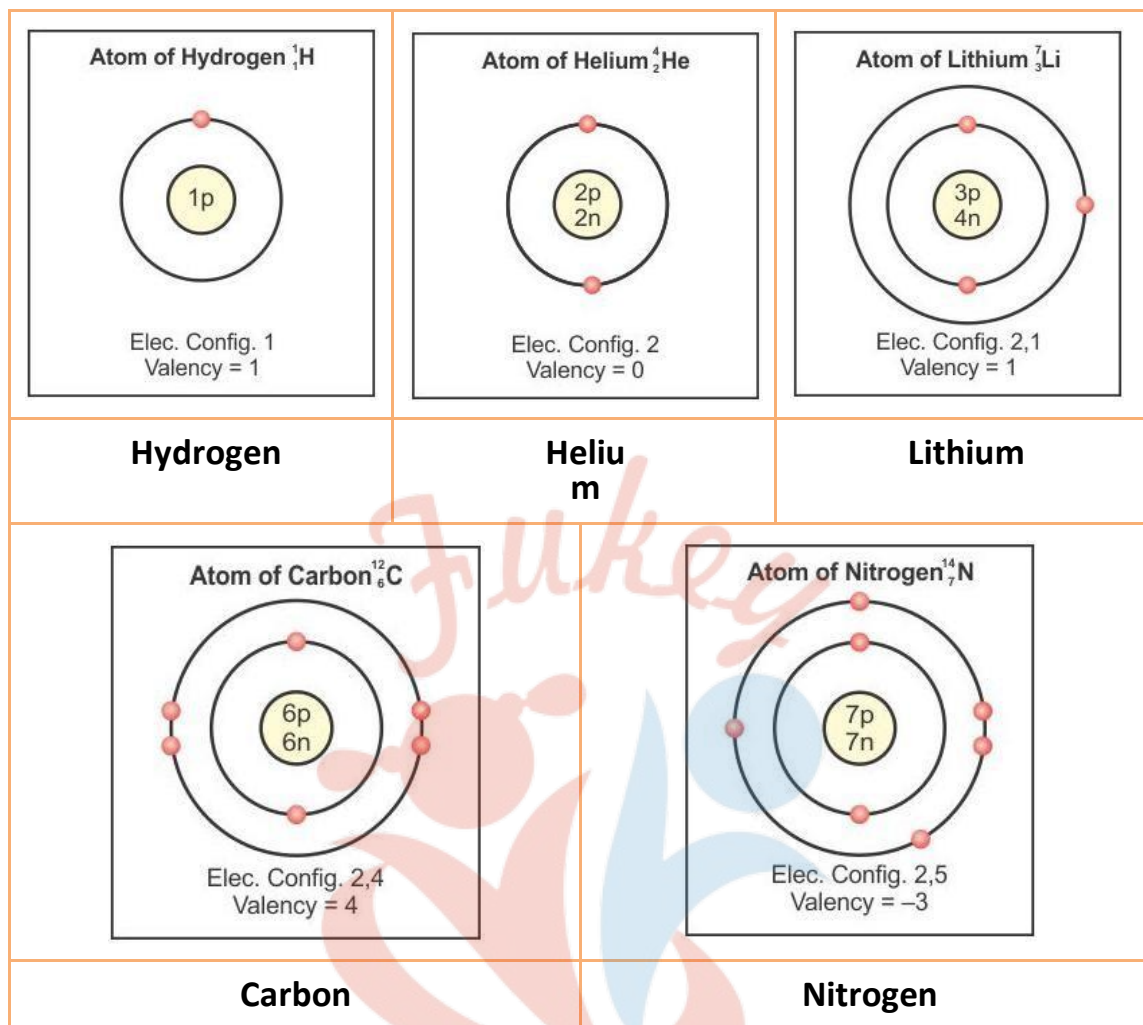 Atom of Hydrogen ¹₁H
1p
Elec. Config. 1
Valency = 1
Atom of Helium ⁴₂He
2p
2n
Elec. Config. 2
Valency = 0
Atom of Lithium ⁷₃Li
3p
4n
Elec. Config. 2,1
Valency = 1
Hydrogen
Heliu
m
Lithium
Fukey
Atom of Carbon ¹²₆C
6p
6n
Elec. Config. 2,4
Valency = 4
Atom of Nitrogen ¹⁴₇N
7p
7n
Elec. Config. 2,5
Valency = –3
Carbon
Nitrogen